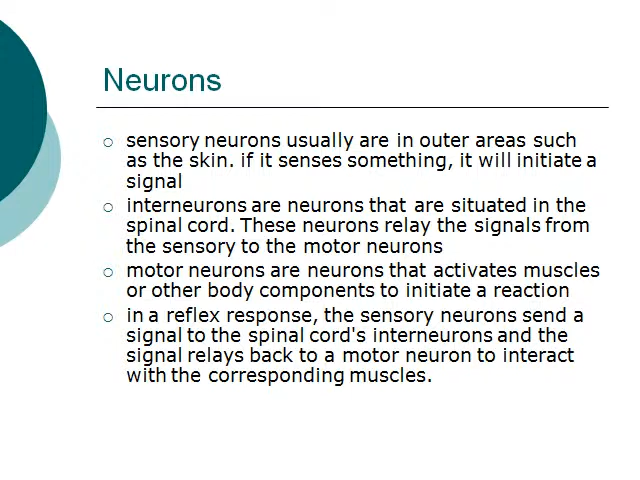 Neurons
sensory neurons usually are in outer areas such
as the skin. if it senses something, it will initiate a
signal
interneurons are neurons that are situated in the
spinal cord. These neurons relay the signals from
the sensory to the motor neurons
motor neurons are neurons that activates muscles
or other body components to initiate a reaction
in a reflex response, the sensory neurons send a
signal to the spinal cord's interneurons and the
signal relays back to a motor neuron to interact
with the corresponding muscles.